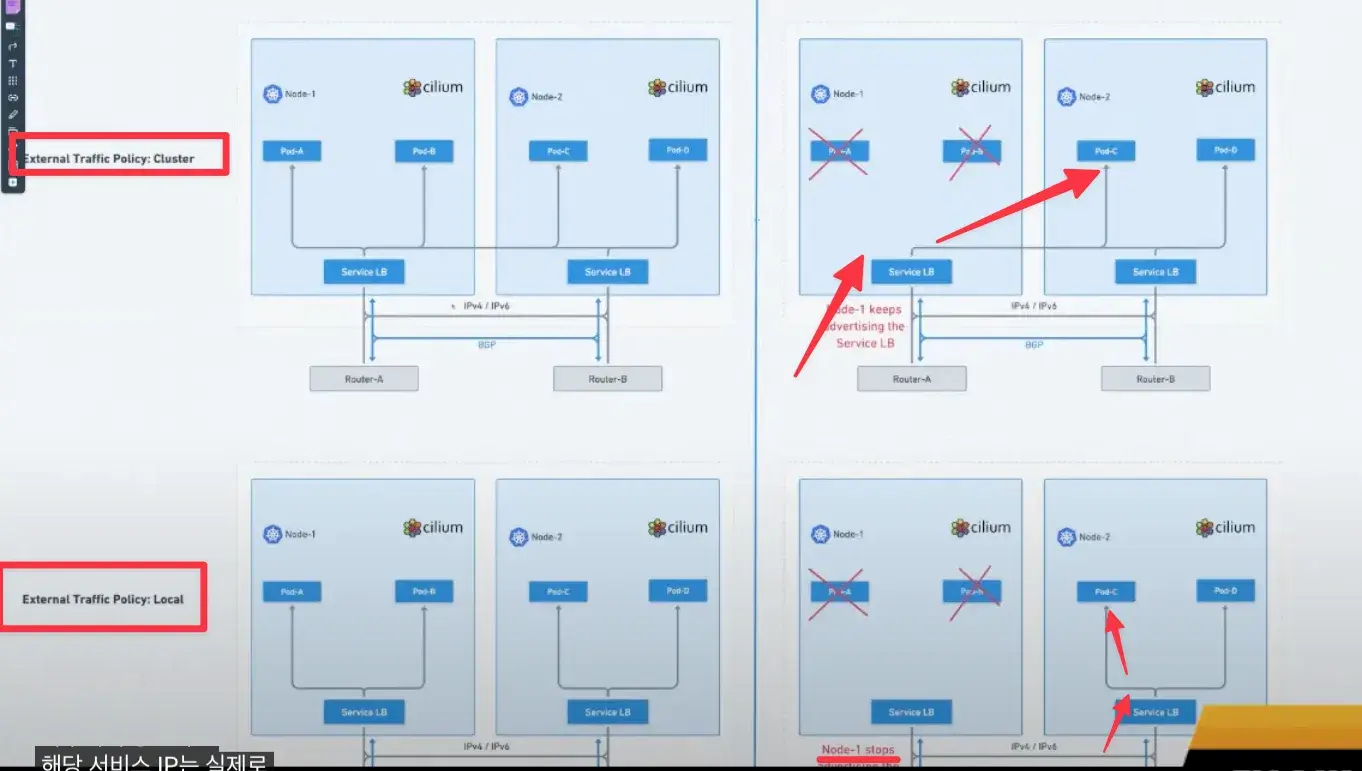 Node-1
cilium
Node-2
cilium
Node-1
cilium
Node-2
cilium
External Traffic Policy: Cluster
Pod-A
Pod-B
Pod-C
Pod-D
Pod-C
Pod-D
Service LB
Service LB
Service LB
Service LB
IPv4 / IPv6
IPv4 / IPv6
Node-1 keeps
advertising the
Service LB
BGP
BGP
Router-A
Router-B
Router-A
Router-B
Node-1
cilium
Node-2
cilium
Node-1
cilium
Node-2
cilium
External Traffic Policy: Local
Pod-A
Pod-B
Pod-C
Pod-D
Pod-C
Pod-D
Service LB
Service LB
Service LB
Service LB
IPv4 / IPv6
IPv4 / IPv6
Node-1 stops
해당 서비스 IP는 실제로